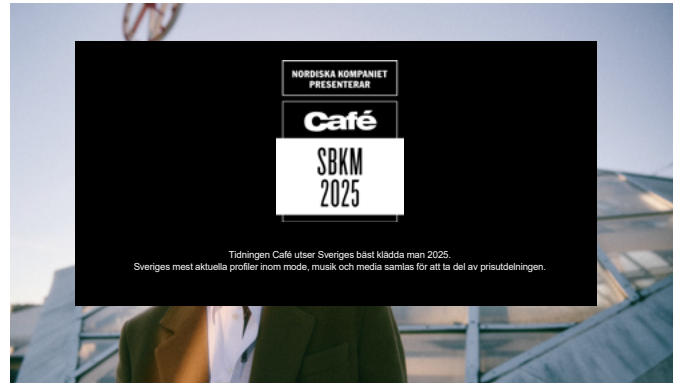 NORDISKA KOMPANIET
PRESENTERAR
Café
SBKM
2025
Tidningen Café utser Sveriges bäst klädda man 2025.
Sveriges mest aktuella profiler inom mode, musik och media samlas för att ta del av prisutdelningen.